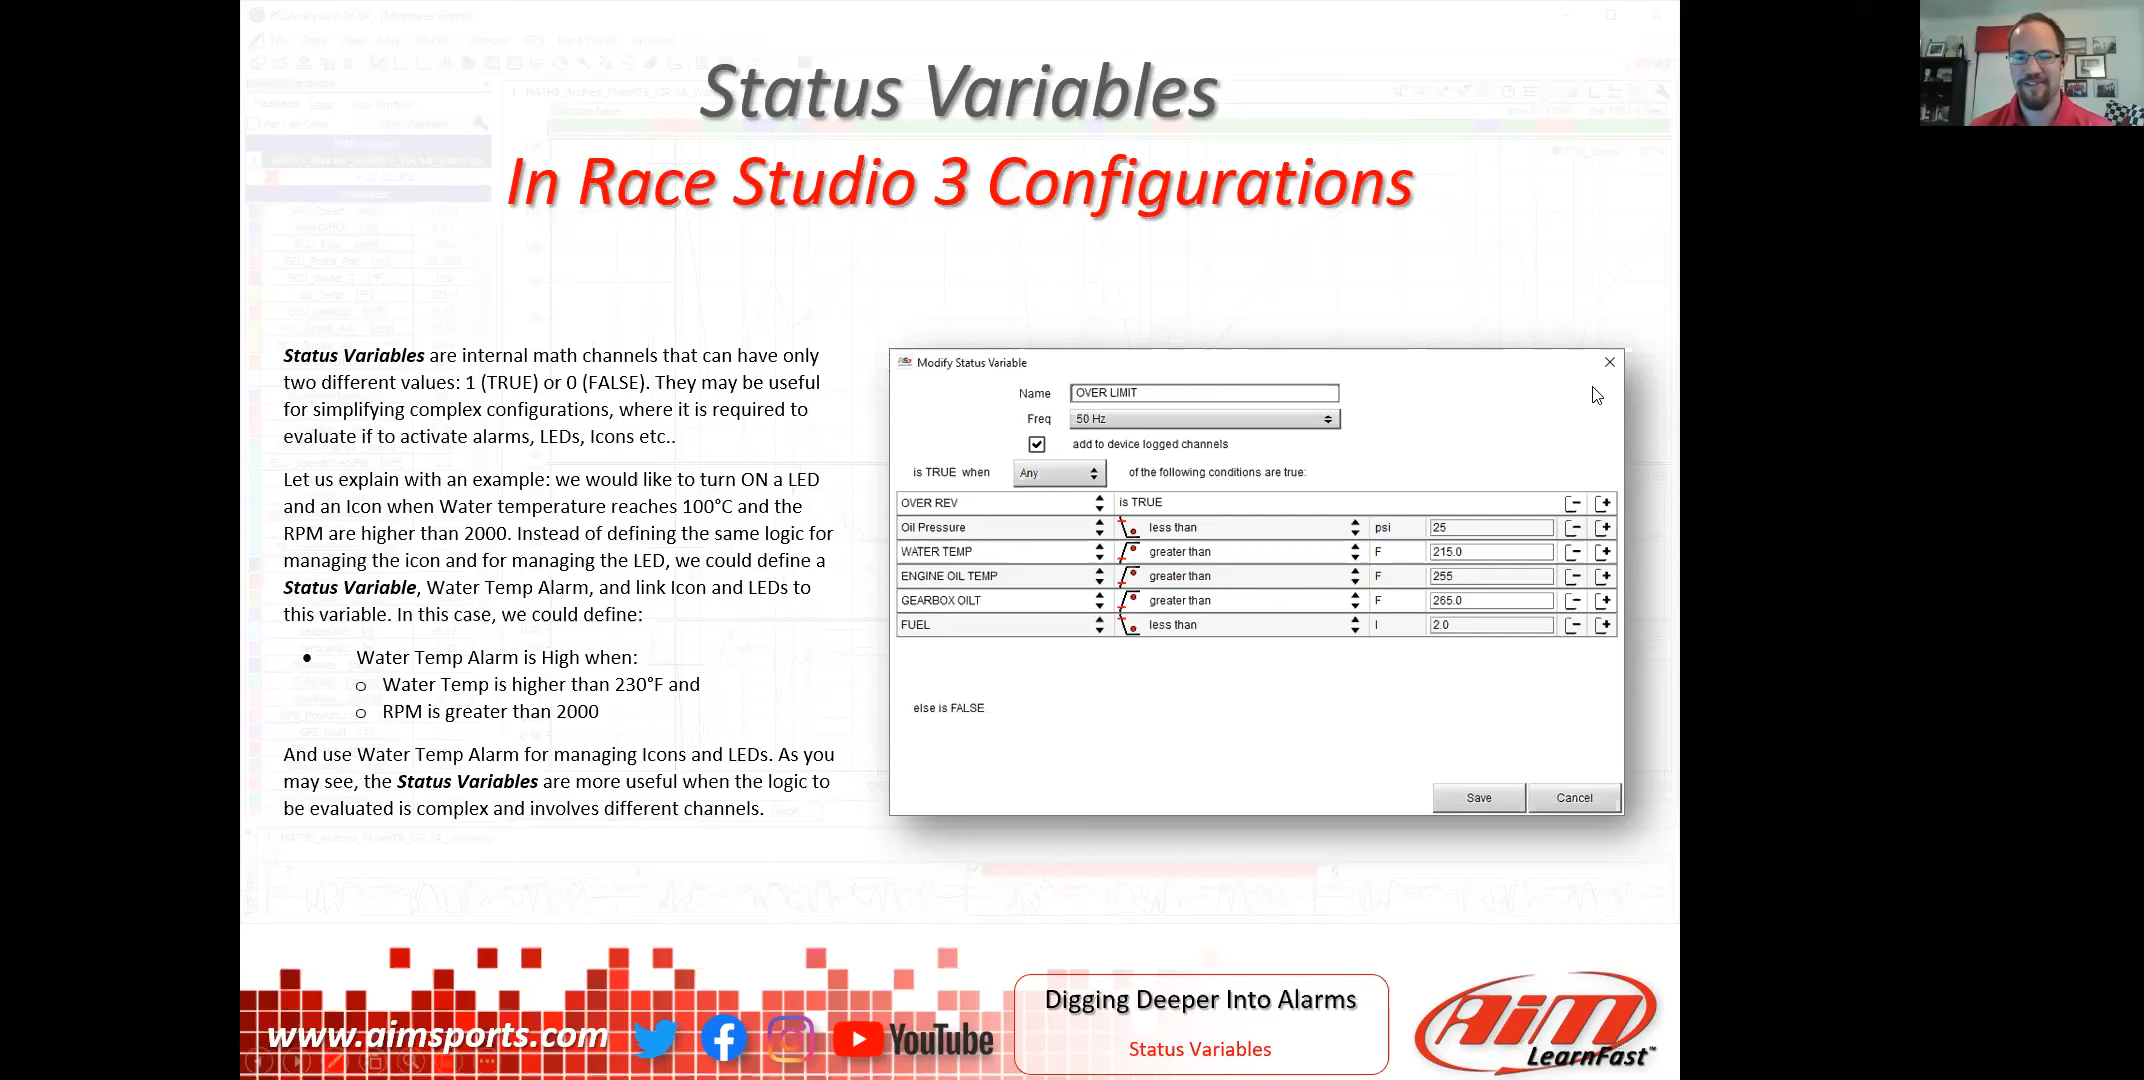 Status Variables
In Race Studio 3 Configurations
Status Variables are internal math channels that can have only
two different values: 1 (TRUE) or 0 (FALSE). They may be useful
for simplifying complex configurations, where it is required to
evaluate if to activate alarms, LEDs, Icons etc..
Let us explain with an example: we would like to turn ON a LED
and an Icon when Water temperature reaches 100°C and the
RPM are higher than 2000. Instead of defining the same logic for
managing the icon and for managing the LED, we could define a
Status Variable, Water Temp Alarm, and link Icon and LEDs to
this variable. In this case, we could define:
• Water Temp Alarm is High when:
o Water Temp is higher than 230°F and
o RPM is greater than 2000
And use Water Temp Alarm for managing Icons and LEDs. As you
may see, the Status Variables are more useful when the logic to
be evaluated is complex and involves different channels.
Modify Status Variable
Name OVER LIMIT
Freq 50 Hz
add to device logged channels
is TRUE when Any of the following conditions are true:
OVER REV is TRUE
Oil Pressure less than psi 25
WATER TEMP greater than F 215.0
ENGINE OIL TEMP greater than F 255
GEARBOX OILT greater than F 265.0
FUEL less than l 2.0
else is FALSE
Save Cancel
www.aimsports.com
YouTube
Digging Deeper Into Alarms
Status Variables
AiM
LearnFast™